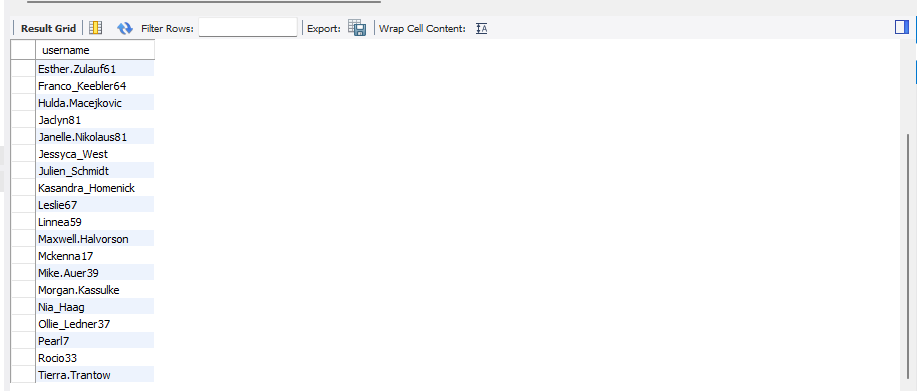 Result Grid Filter Rows: Export: Wrap Cell Content:
username
Esther.Zulauf61
Franco_Keebler64
Hulda.Macejkovic
Jaclyn81
Janelle.Nikolaus81
Jessyca_West
Julien_Schmidt
Kasandra_Homenick
Leslie67
Linnea59
Maxwell.Halvorson
Mckenna17
Mike.Auer39
Morgan.Kassulke
Nia_Haag
Ollie_Ledner37
Pearl7
Rocio33
Tierra.Trantow